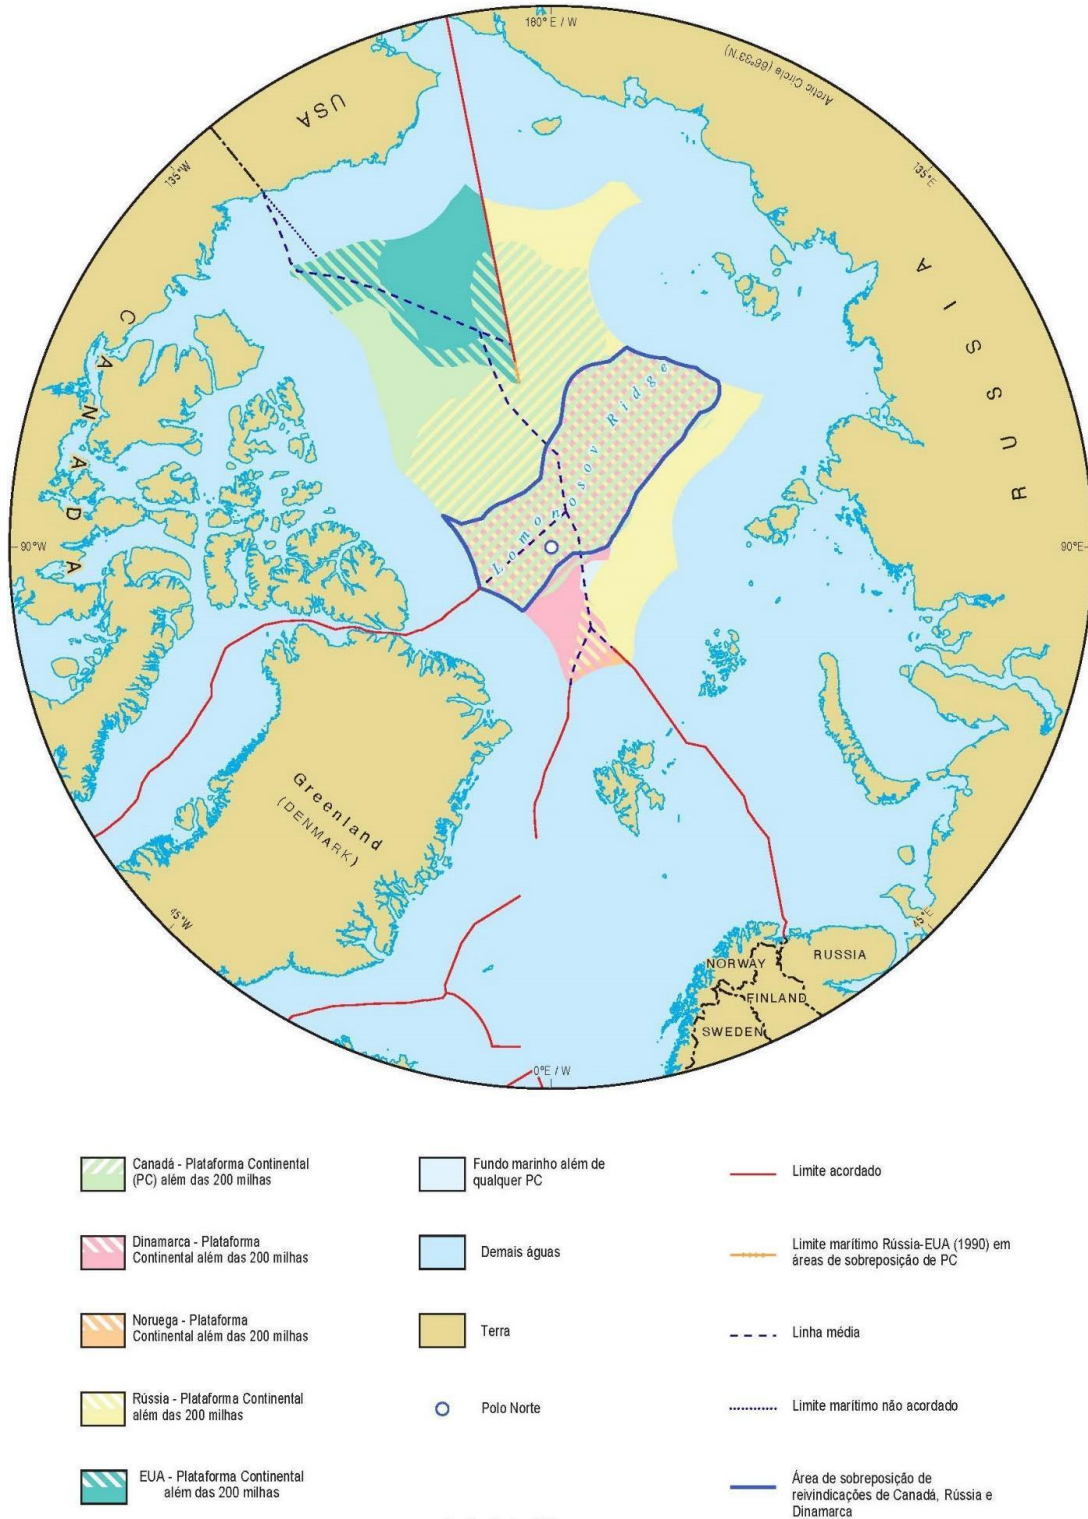 180° E / W
Arctic Circle (66°33'N)
USA
135°W
135°E
RUSSIA
CANADA
Lomonosov Ridge
90°W
90°E
Greenland
(DENMARK)
45°W
45°E
NORWAY
RUSSIA
FINLAND
SWEDEN
0°E / W
Canadá - Plataforma Continental
(PC) além das 200 milhas
Dinamarca - Plataforma
Continental além das 200 milhas
Noruega - Plataforma
Continental além das 200 milhas
Rússia - Plataforma Continental
além das 200 milhas
EUA - Plataforma Continental
além das 200 milhas
Fundo marinho além de
qualquer PC
Demais águas
Terra
Polo Norte
Limite acordado
Limite marítimo Rússia-EUA (1990) em
áreas de sobreposição de PC
Linha média
Limite marítimo não acordado
Área de sobreposição de
reivindicações de Canadá, Rússia e
Dinamarca